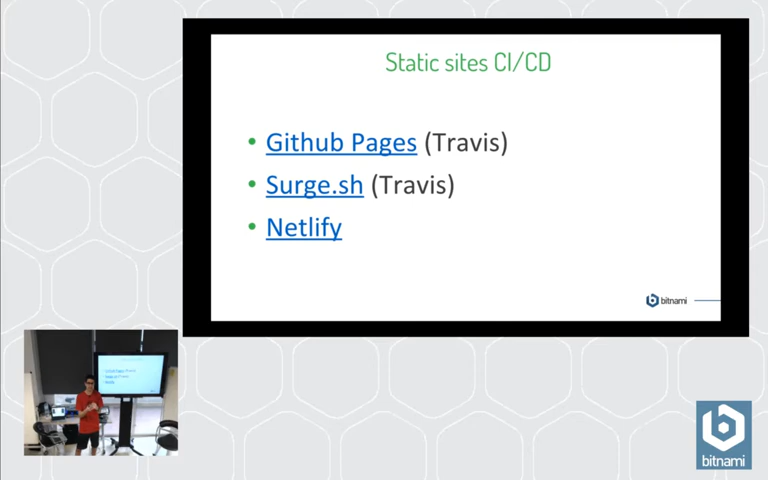 Static sites CI/CD
• Github Pages (Travis)
• Surge.sh (Travis)
• Netlify
bitnami
bitnami